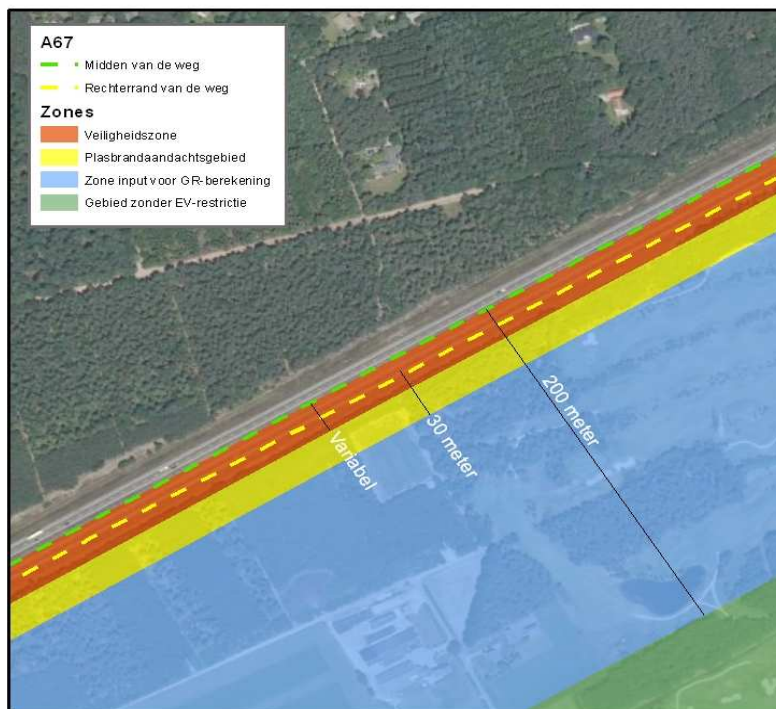 A67
Midden van de weg
Rechterrand van de weg
Zones
Veiligheidszone
Plasbrandaandachtsgebied
Zone input voor GR-berekening
Gebied zonder EV-restrictie
200 meter
30 meter
Variabel